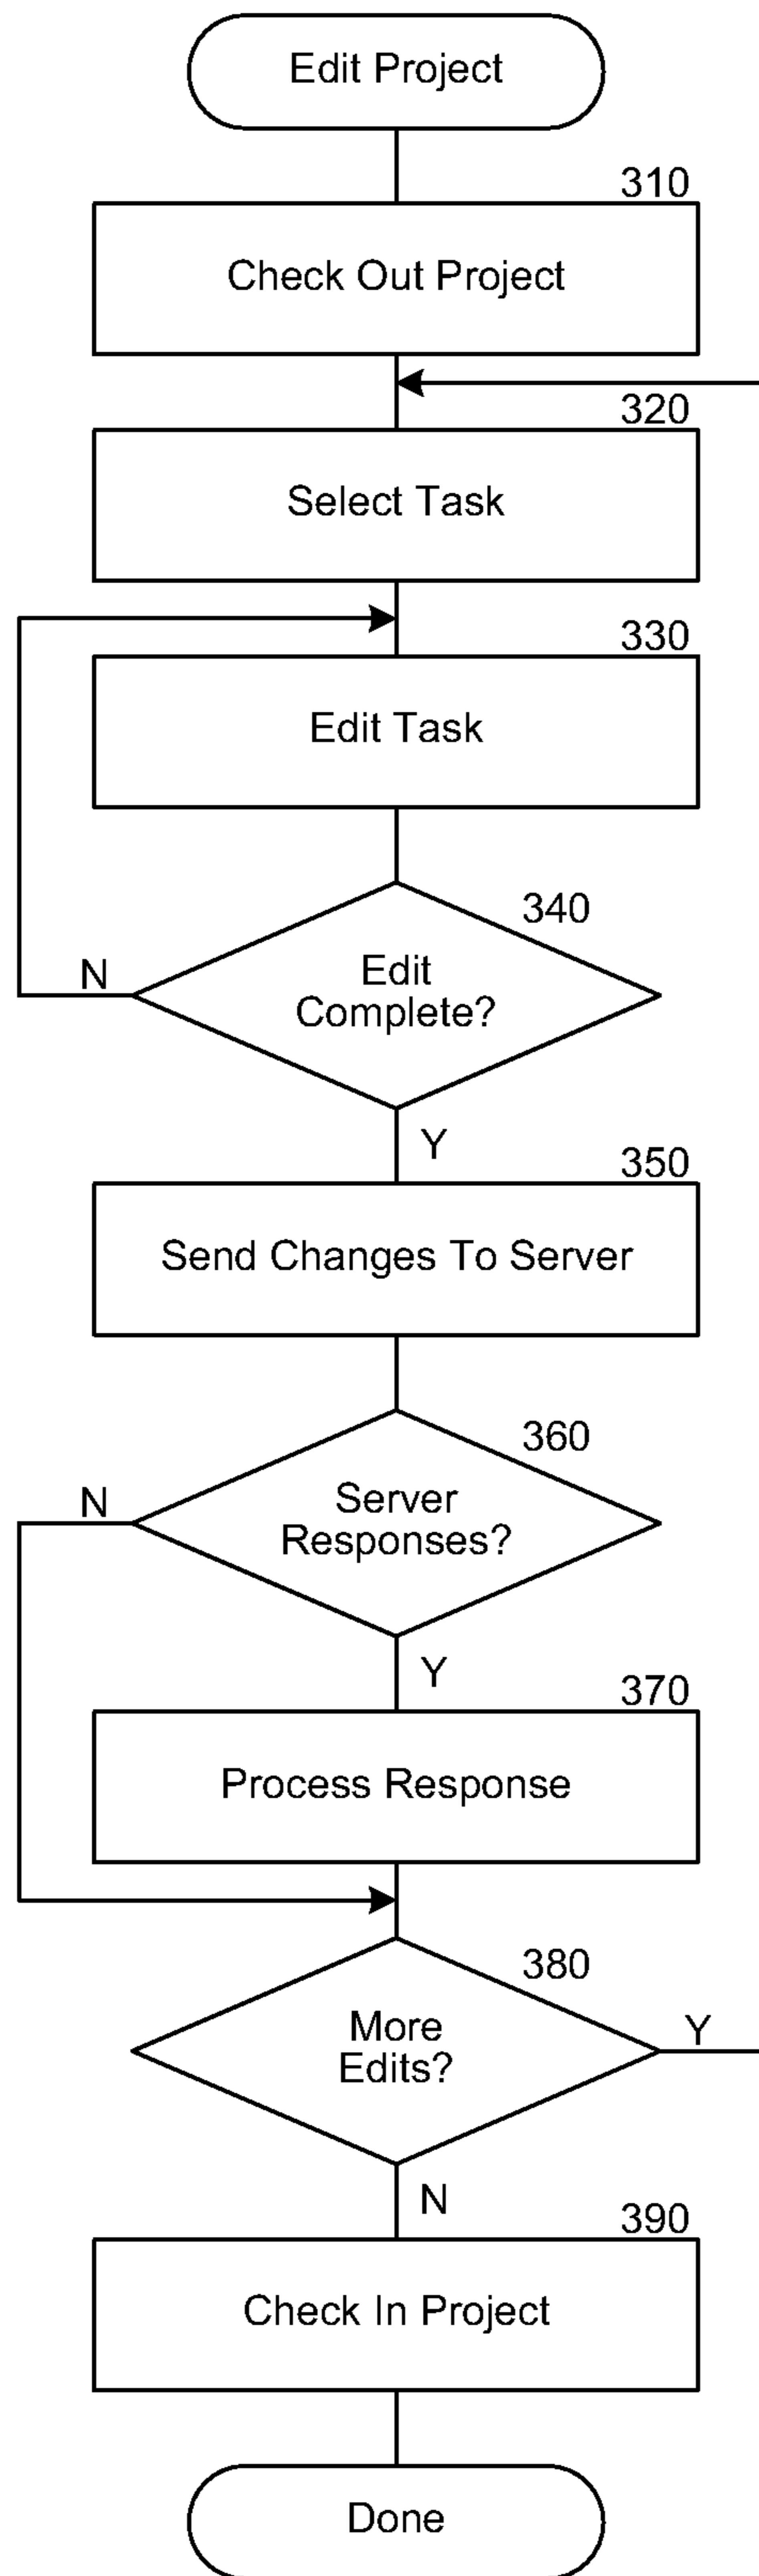 Edit Project
310
Check Out Project
320
Select Task
330
Edit Task
340
Edit
Complete?
N
Y
350
Send Changes To Server
360
Server
Responses?
N
Y
370
Process Response
380
More
Edits?
Y
N
390
Check In Project
Done